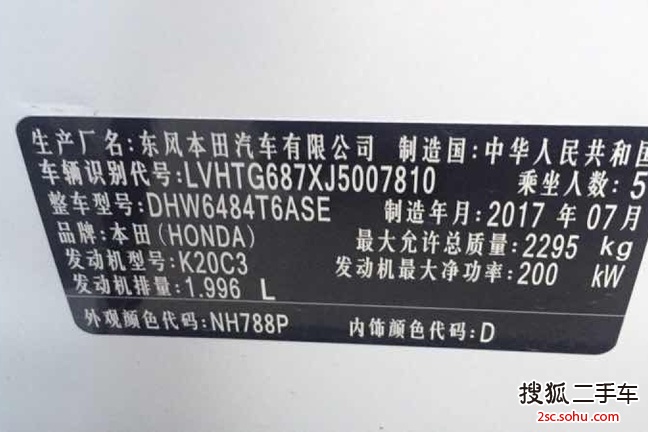 生产厂名:东风本田汽车有限公司 制造国:中华人民共和国
车辆识别代号:LVHTG687XJ5007810 乘坐人数:5
整车型号:DHW6484T6ASE 制造年月:2017 年 07月
品牌:本田(HONDA) 最大允许总质量:2295 kg
发动机型号:K20C3 发动机最大净功率:200 kW
发动机排量:1.996 L
外观颜色代码:NH788P 内饰颜色代码:D
搜狐二手车
2sc.sohu.com